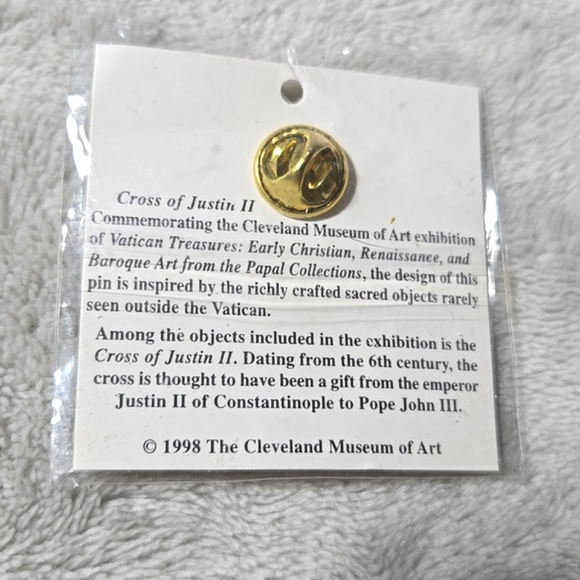 Cross of Justin II
Commemorating the Cleveland Museum of Art exhibition
of Vatican Treasures: Early Christian, Renaissance, and
Baroque Art from the Papal Collections, the design of this
pin is inspired by the richly crafted sacred objects rarely
seen outside the Vatican.
Among the objects included in the exhibition is the
Cross of Justin II. Dating from the 6th century, the
cross is thought to have been a gift from the emperor
Justin II of Constantinople to Pope John III.
© 1998 The Cleveland Museum of Art